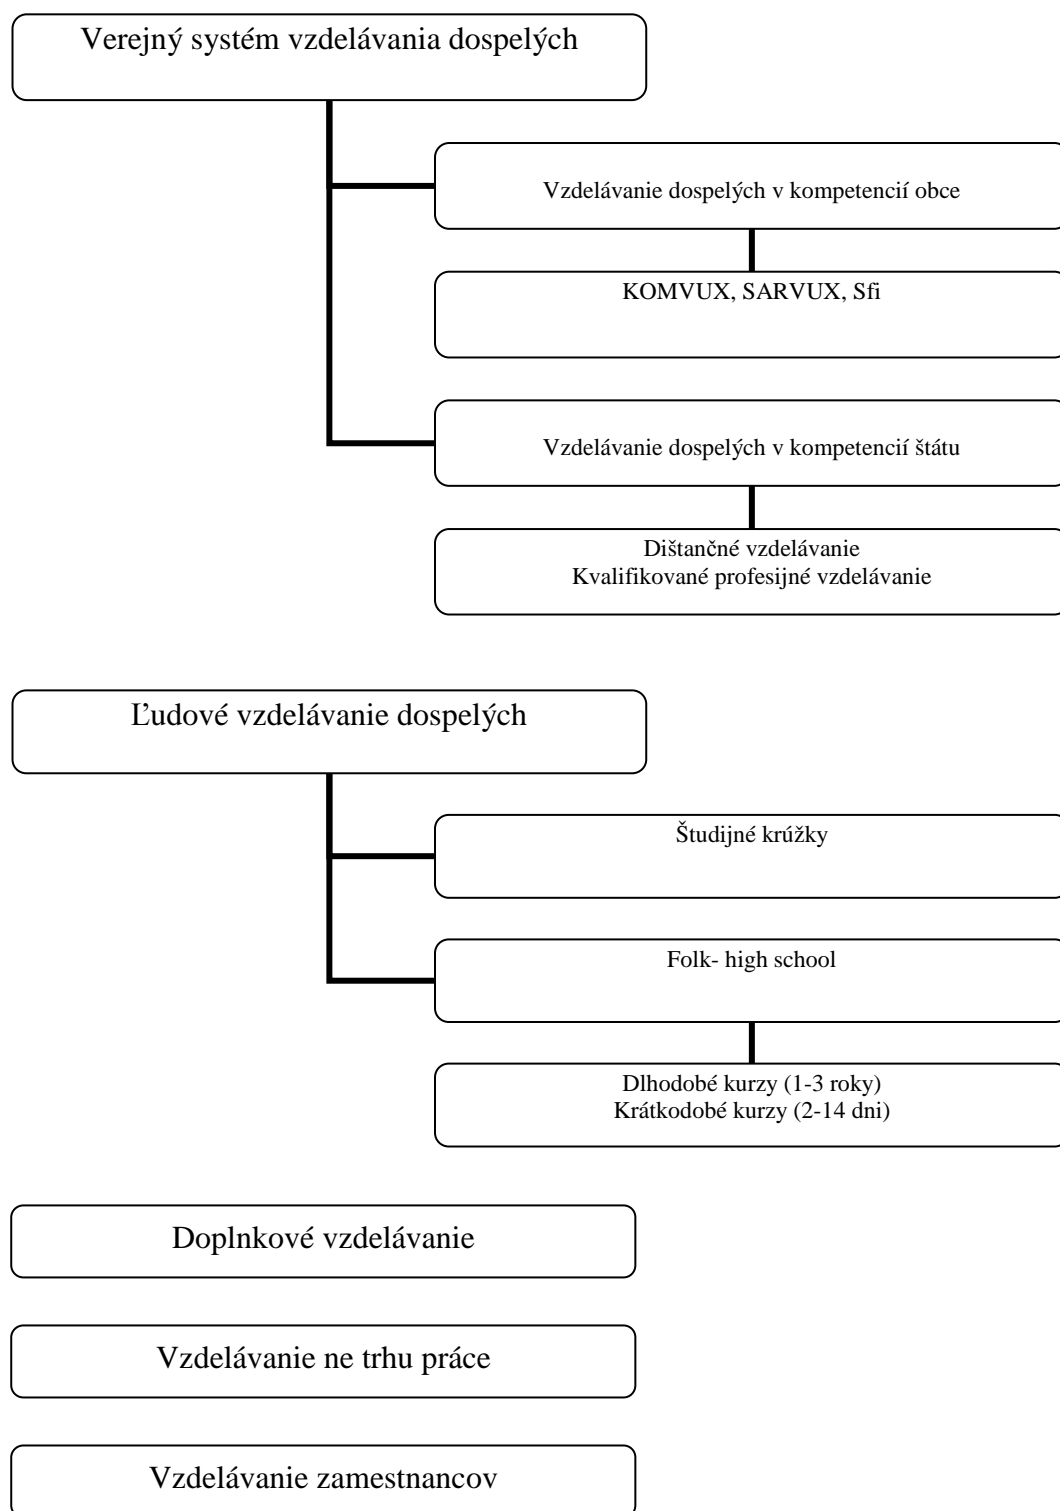 Verejný systém vzdelávania dospelých
Vzdelávanie dospelých v kompetencií obce
KOMVUX, SARVUX, Sfi
Vzdelávanie dospelých v kompetencií štátu
Dištančné vzdelávanie
Kvalifikované profesijné vzdelávanie
Ľudové vzdelávanie dospelých
Študijné krúžky
Folk- high school
Dlhodobé kurzy (1-3 roky)
Krátkodobé kurzy (2-14 dni)
Doplnkové vzdelávanie
Vzdelávanie ne trhu práce
Vzdelávanie zamestnancov